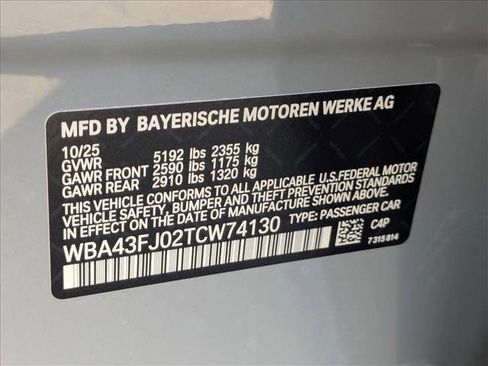 MFD BY BAYERISCHE MOTOREN WERKE AG
10/25
GVWR 5192 lbs 2355 kg
GAWR FRONT 2590 lbs 1175 kg
GAWR REAR 2910 lbs 1320 kg
THIS VEHICLE CONFORMS TO ALL APPLICABLE U.S.FEDERAL MOTOR
VEHICLE SAFETY, BUMPER AND THEFT PREVENTION STANDARDS
IN EFFECT ON THE DATE OF MANUFACTURE SHOWN ABOVE.
WBA43FJ02TCW74130 TYPE: PASSENGER CAR
C4P
7 315 814